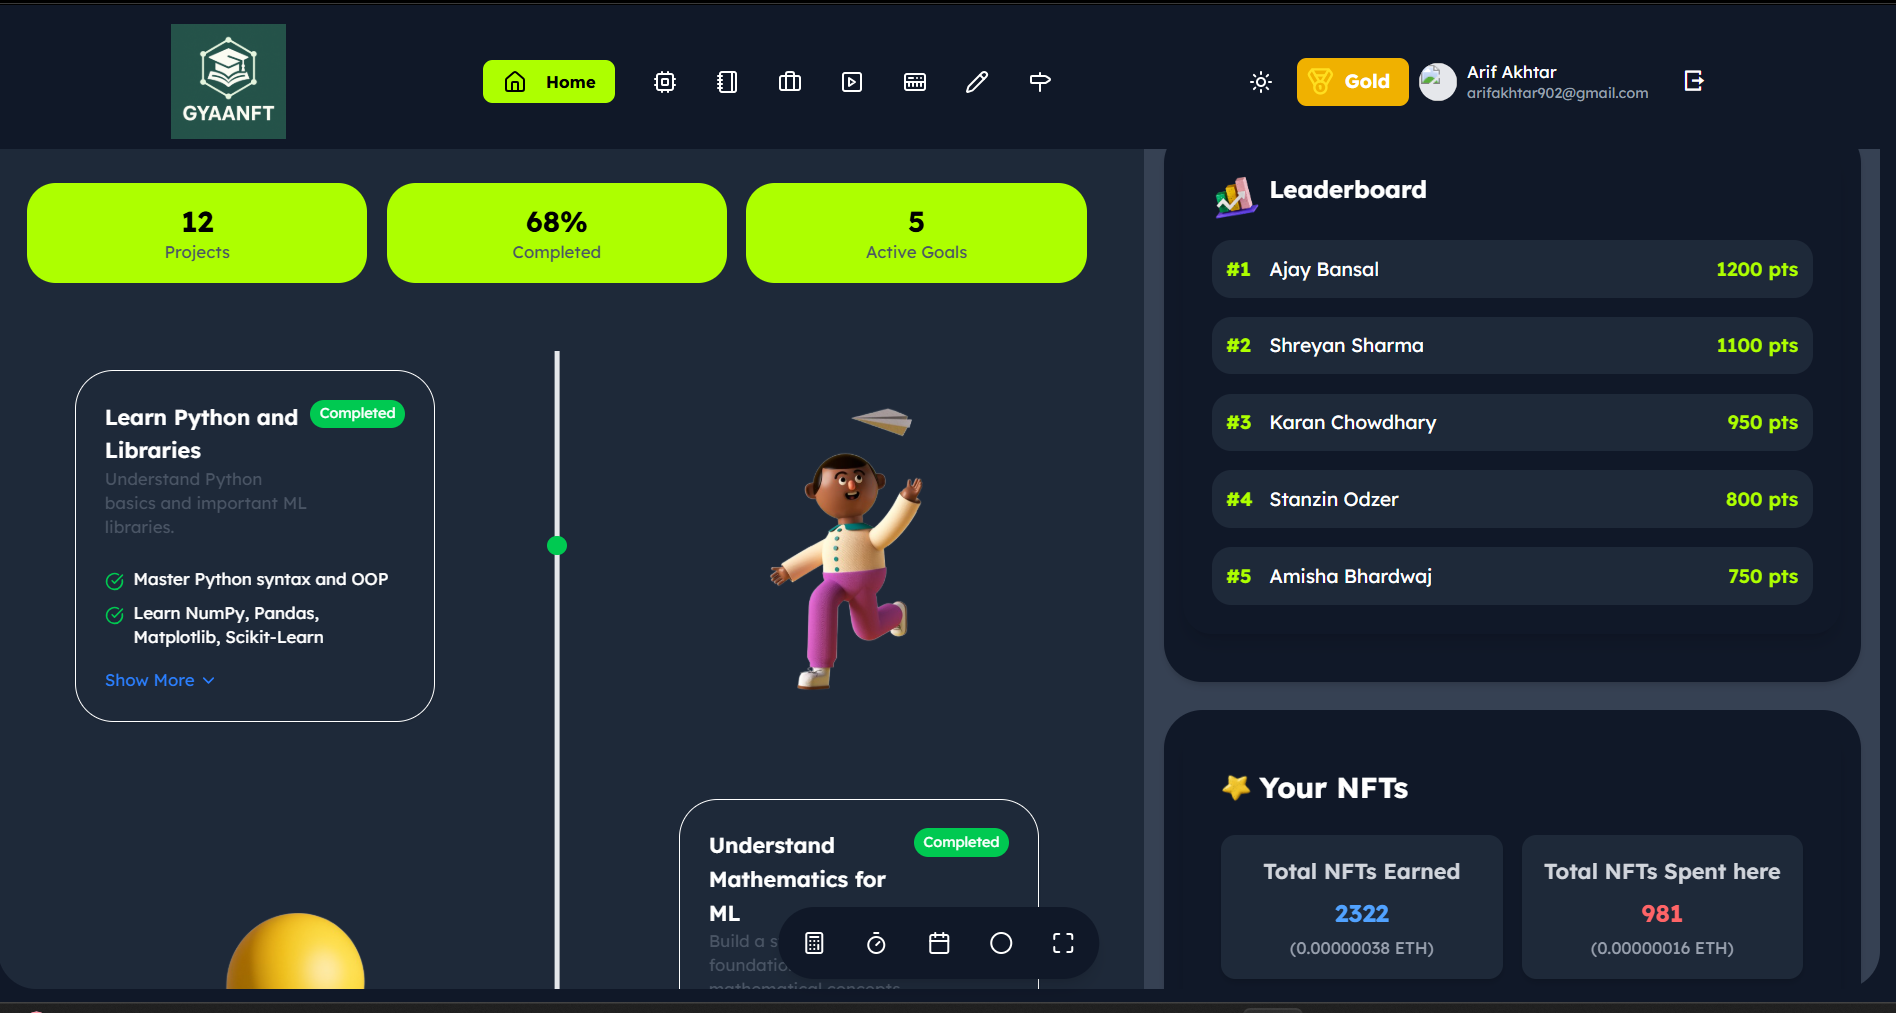 GYAANFT
Home
Gold
Arif Akhtar
arifakhtar902@gmail.com
12
Projects
68%
Completed
5
Active Goals
Learn Python and
Libraries
Completed
Understand Python
basics and important ML
libraries.
Master Python syntax and OOP
Learn NumPy, Pandas,
Matplotlib, Scikit-Learn
Show More
Understand
Mathematics for
ML
Completed
Build a s
foundatio
mathematical concepts
Leaderboard
#1 Ajay Bansal 1200 pts
#2 Shreyan Sharma 1100 pts
#3 Karan Chowdhary 950 pts
#4 Stanzin Odzer 800 pts
#5 Amisha Bhardwaj 750 pts
Your NFTs
Total NFTs Earned
2322
(0.00000038 ETH)
Total NFTs Spent here
981
(0.00000016 ETH)